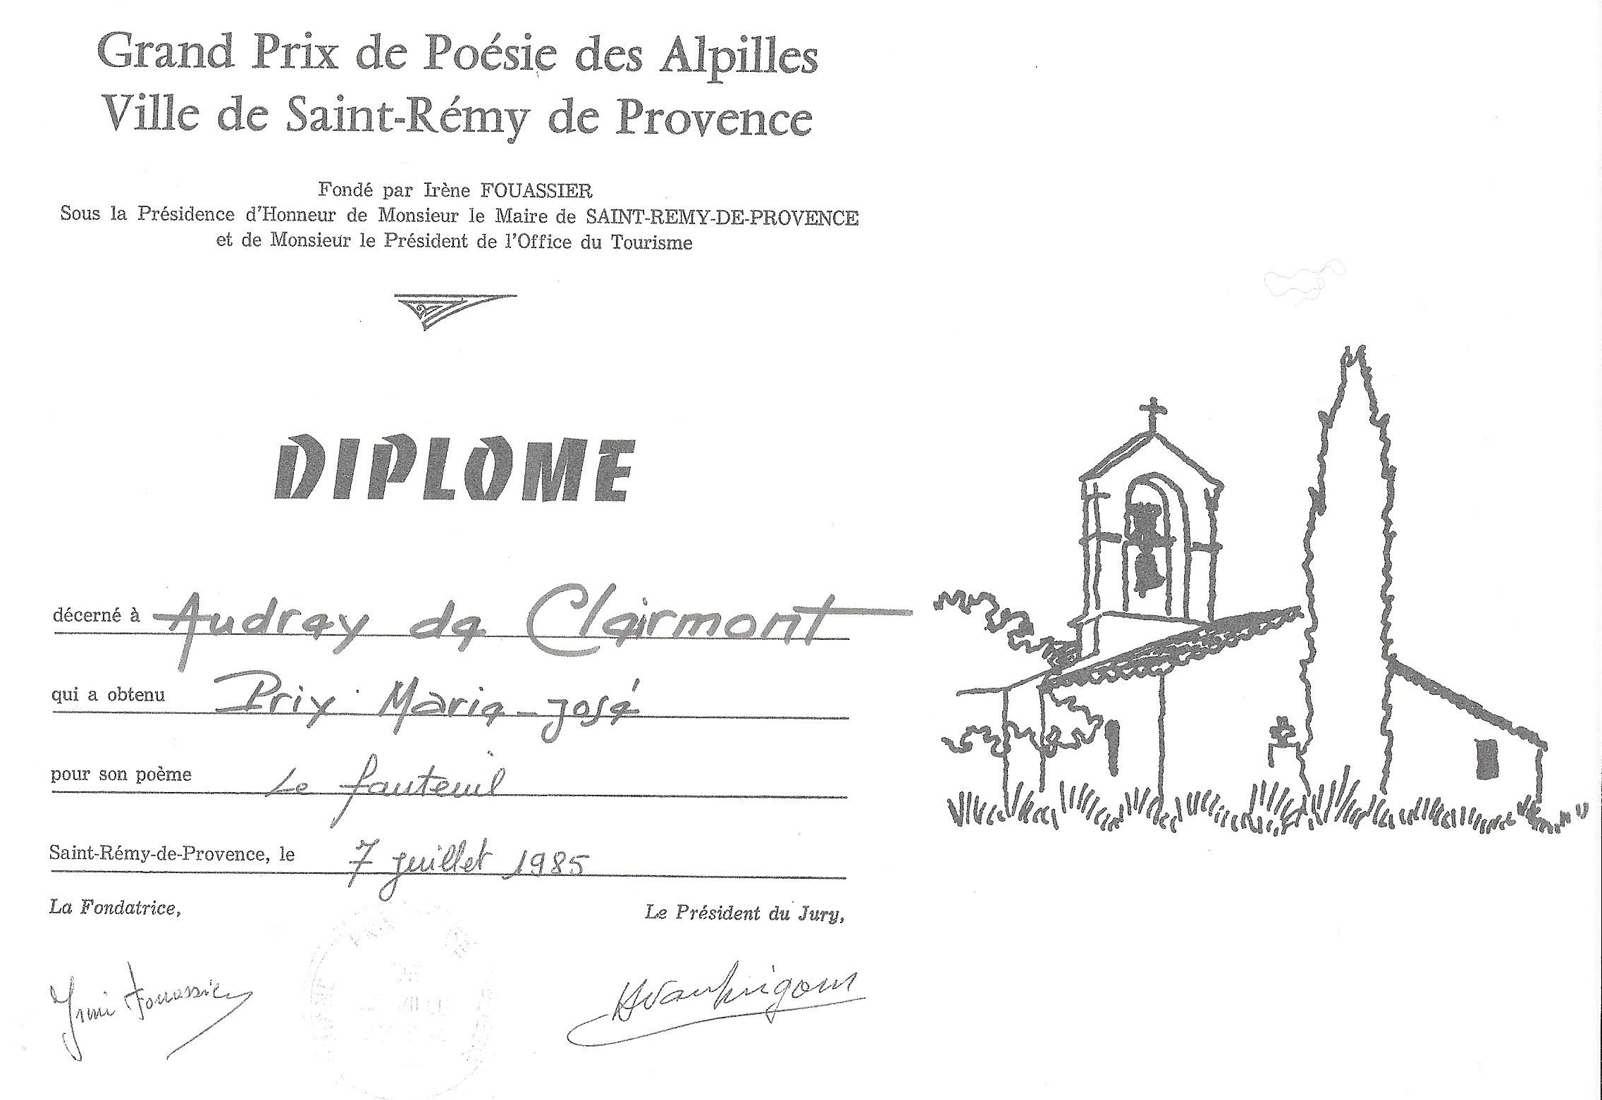 Grand Prix de Poésie des Alpilles
Ville de Saint-Rémy de Provence
Fondé par Irène FOUASSIER
Sous la Présidence d'Honneur de Monsieur le Maire de SAINT-REMY-DE-PROVENCE
et de Monsieur le Président de l'Office du Tourisme
DIPLOME
décerné à Audray de Clairmont
qui a obtenu Prix Marie-José
pour son poème Le fauteuil
Saint-Rémy-de-Provence, le 7 juillet 1985
La Fondatrice,
Le Président du Jury,
Irène Fouassier